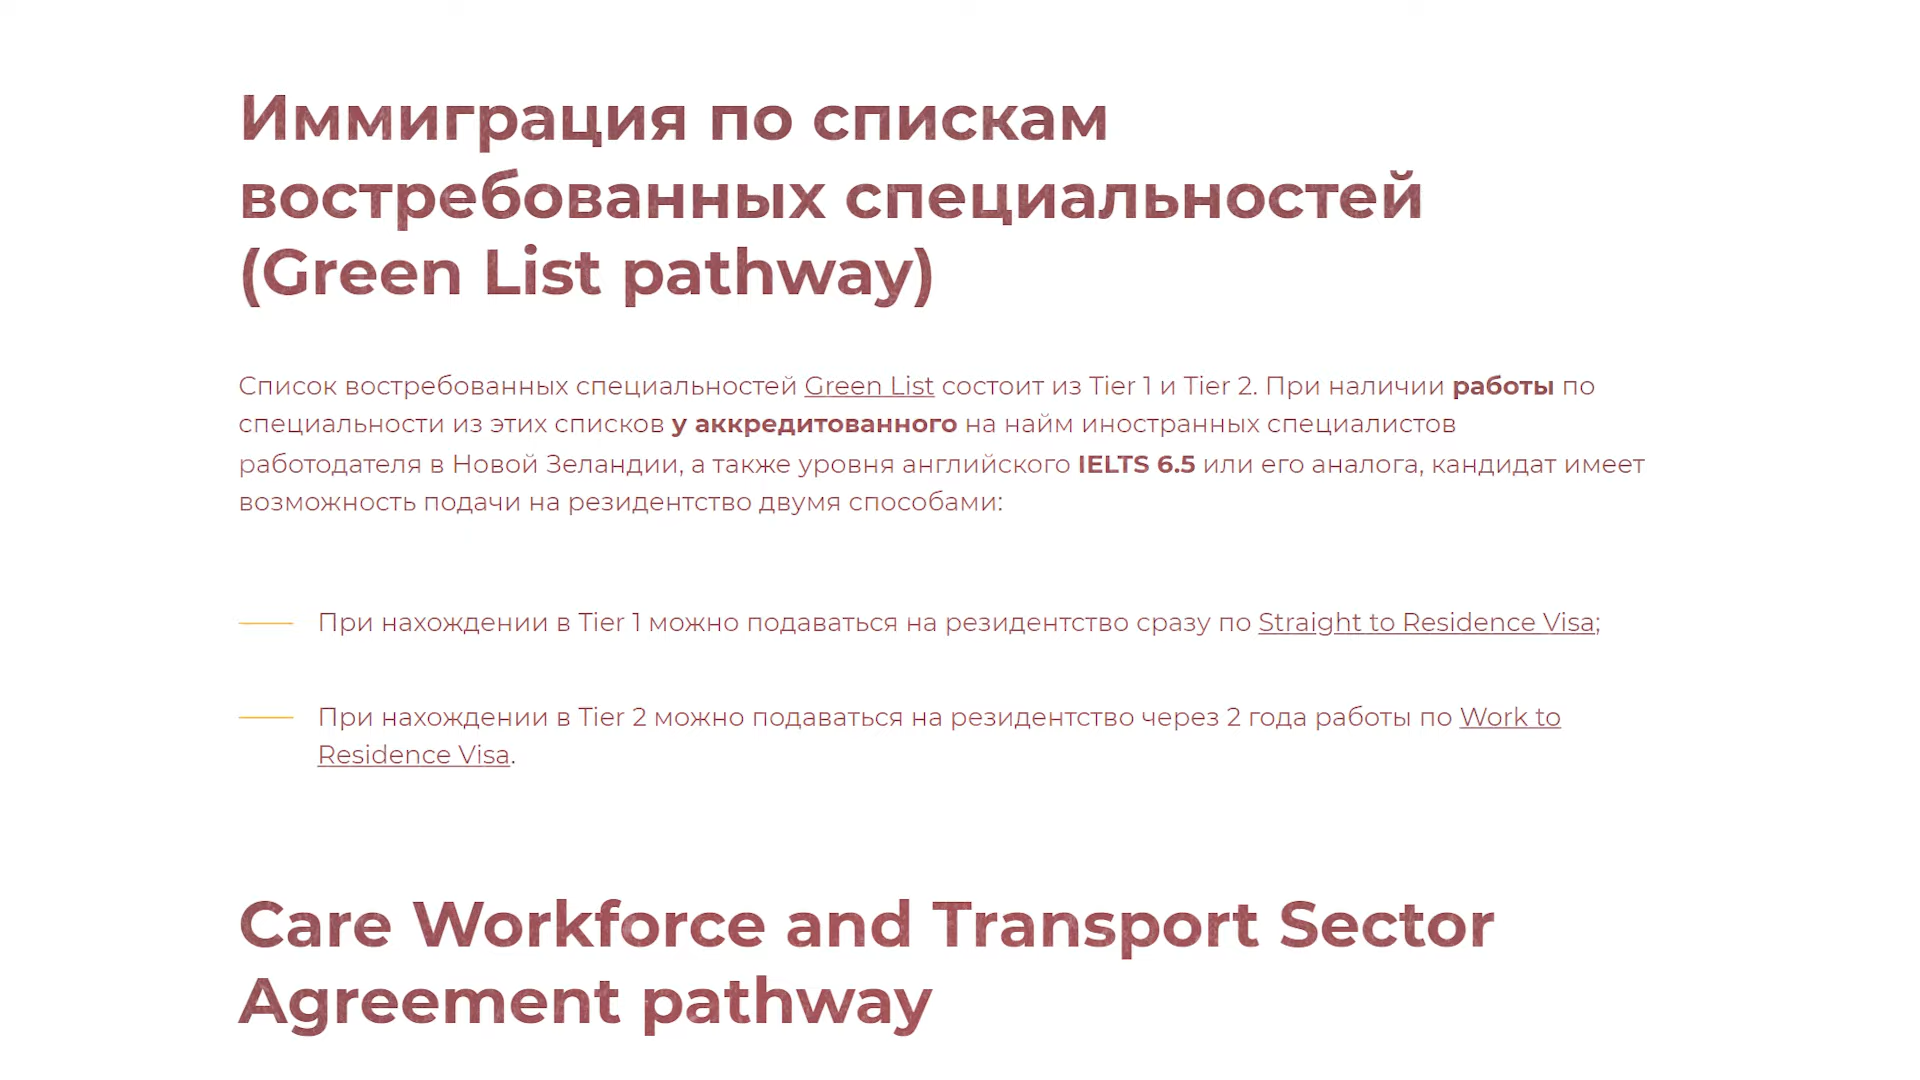 Иммиграция по спискам
востребованных специальностей
(Green List pathway)
Список востребованных специальностей Green List состоит из Tier 1 и Tier 2. При наличии работы по
специальности из этих списков у аккредитованного на найм иностранных специалистов
работодателя в Новой Зеландии, а также уровня английского IELTS 6.5 или его аналога, кандидат имеет
возможность подачи на резидентство двумя способами:
При нахождении в Tier 1 можно подаваться на резидентство сразу по Straight to Residence Visa;
При нахождении в Tier 2 можно подаваться на резидентство через 2 года работы по Work to
Residence Visa.
Care Workforce and Transport Sector
Agreement pathway